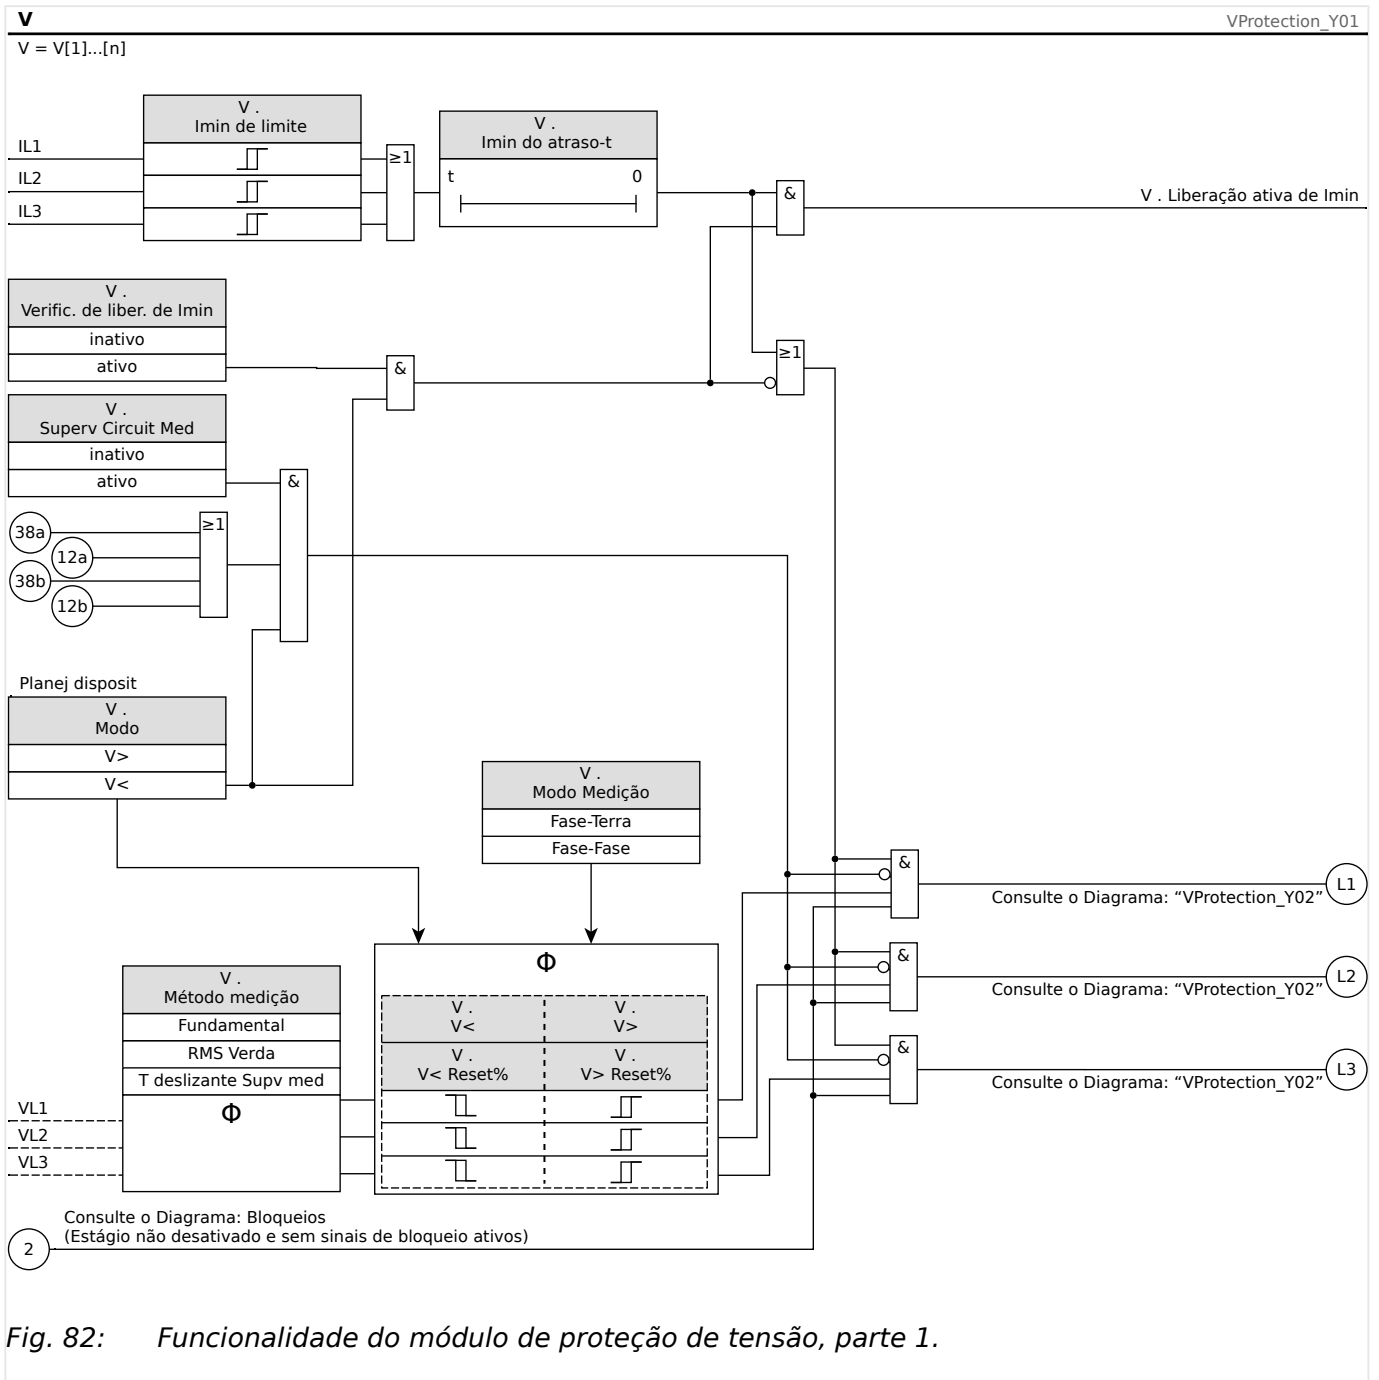 V
VProtection_Y01
V = V[1]...[n]
V .
Imin de limite
IL1
IL2
IL3
≥1
V .
Imin do atraso-t
t
0
&
V . Liberação ativa de Imin
V .
Verific. de liber. de Imin
inativo
ativo
&
≥1
V .
Superv Circuit Med
inativo
ativo
&
38a
12a
38b
12b
≥1
Planej disposit
V .
Modo
V>
V<
V .
Modo Medição
Fase-Terra
Fase-Fase
&
L1
Consulte o Diagrama: “VProtection_Y02”
&
L2
Consulte o Diagrama: “VProtection_Y02”
&
L3
Consulte o Diagrama: “VProtection_Y02”
Φ
V .
V<
V .
V>
V .
V< Reset%
V .
V> Reset%
V .
Método medição
Fundamental
RMS Verda
T deslizante Supv med
Φ
VL1
VL2
VL3
Consulte o Diagrama: Bloqueios
(Estágio não desativado e sem sinais de bloqueio ativos)
2
Fig. 82: Funcionalidade do módulo de proteção de tensão, parte 1.